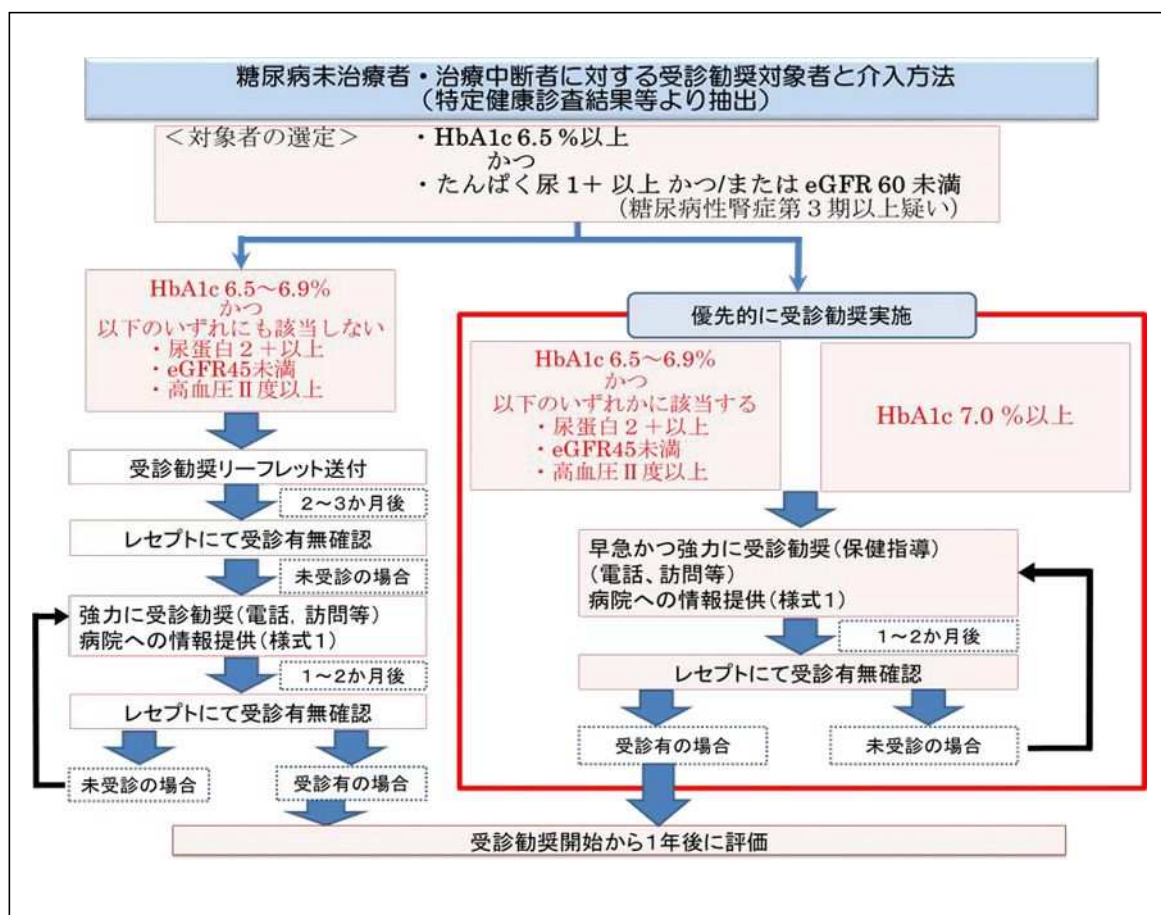 糖尿病未治療者・治療中断者に対する受診勧奨対象者と介入方法
（特定健康診査結果等より抽出）
＜対象者の選定＞ ・HbA1c 6.5 %以上
かつ
・たんぱく尿 1＋ 以上 かつ/または eGFR 60 未満
（糖尿病性腎症第３期以上疑い）
HbA1c 6.5～6.9%
かつ
以下のいずれにも該当しない
・尿蛋白２＋以上
・eGFR45未満
・高血圧Ⅱ度以上
受診勧奨リーフレット送付
２～３か月後
レセプトにて受診有無確認
未受診の場合
強力に受診勧奨（電話，訪問等）
病院への情報提供（様式１）
１～２か月後
レセプトにて受診有無確認
未受診の場合
受診有の場合
優先的に受診勧奨実施
HbA1c 6.5～6.9%
かつ
以下のいずれかに該当する
・尿蛋白２＋以上
・eGFR45未満
・高血圧Ⅱ度以上
HbA1c 7.0 %以上
早急かつ強力に受診勧奨（保健指導）
（電話、訪問等）
病院への情報提供（様式１）
１～２か月後
レセプトにて受診有無確認
受診有の場合
未受診の場合
受診勧奨開始から１年後に評価